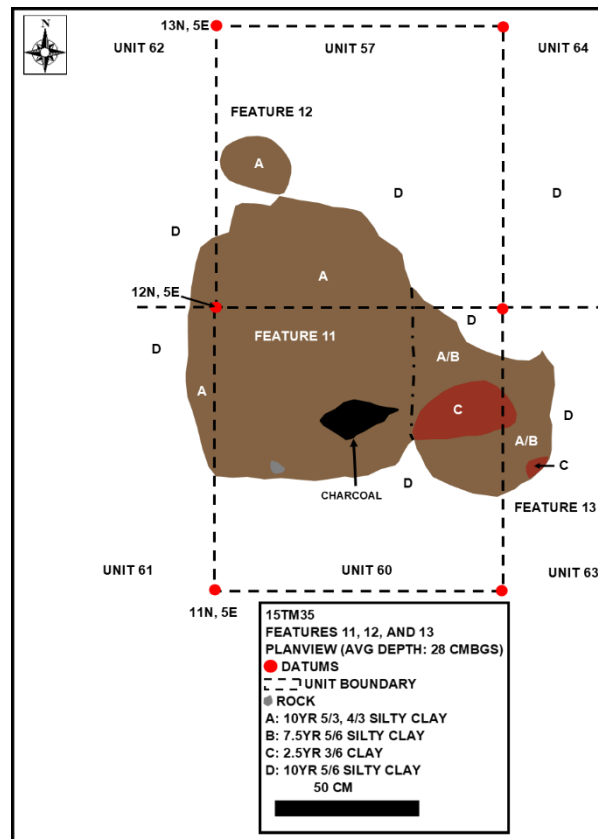 13N, 5E
UNIT 62
UNIT 57
UNIT 64
FEATURE 12
A
D
D
D
A
12N, 5E
D
FEATURE 11
D
A/B
A
C
D
A/B
C
CHARCOAL
D
FEATURE 13
UNIT 61
UNIT 60
UNIT 63
11N, 5E
15TM35
FEATURES 11, 12, AND 13
PLANVIEW (AVG DEPTH: 28 CMBGS)
DATUMS
UNIT BOUNDARY
ROCK
A: 10YR 5/3, 4/3 SILTY CLAY
B: 7.5YR 5/6 SILTY CLAY
C: 2.5YR 3/6 CLAY
D: 10YR 5/6 SILTY CLAY
50 CM